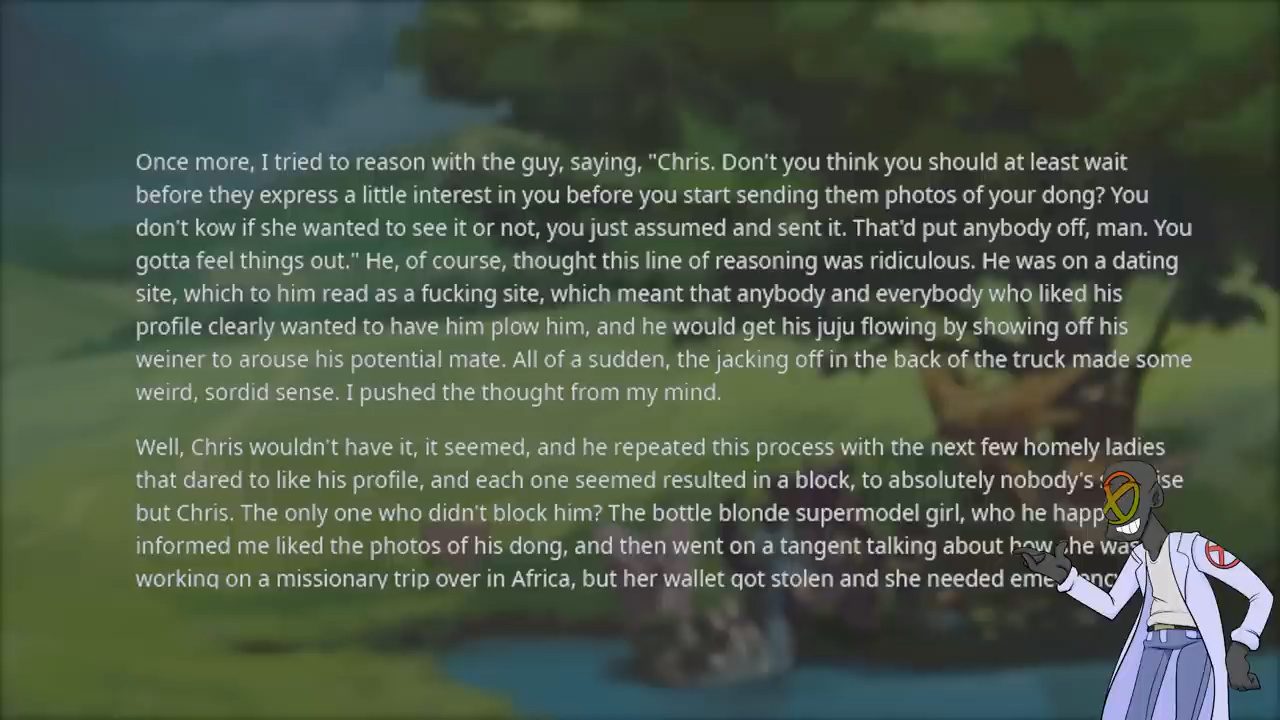 Once more, I tried to reason with the guy, saying, "Chris. Don't you think you should at least wait
before they express a little interest in you before you start sending them photos of your dong? You
don't kow if she wanted to see it or not, you just assumed and sent it. That'd put anybody off, man. You
gotta feel things out." He, of course, thought this line of reasoning was ridiculous. He was on a dating
site, which to him read as a fucking site, which meant that anybody and everybody who liked his
profile clearly wanted to have him plow him, and he would get his juju flowing by showing off his
weiner to arouse his potential mate. All of a sudden, the jacking off in the back of the truck made some
weird, sordid sense. I pushed the thought from my mind.
Well, Chris wouldn't have it, it seemed, and he repeated this process with the next few homely ladies
that dared to like his profile, and each one seemed resulted in a block, to absolutely nobody's
but Chris. The only one who didn't block him? The bottle blonde supermodel girl, who he
informed me liked the photos of his dong, and then went on a tangent talking about how she was
working on a missionary trip over in Africa, but her wallet got stolen and she needed